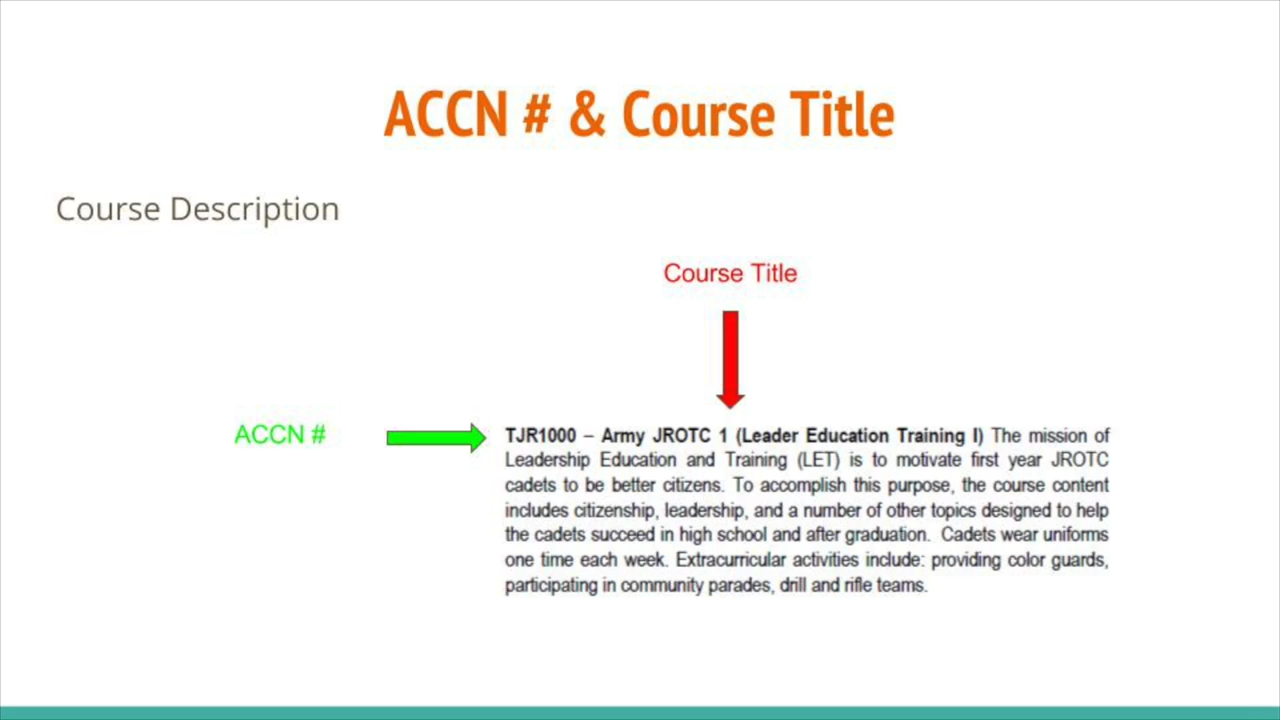 ACCN # & Course Title
Course Description
Course Title
ACCN #
TJR1000 – Army JROTC 1 (Leader Education Training I) The mission of
Leadership Education and Training (LET) is to motivate first year JROTC
cadets to be better citizens. To accomplish this purpose, the course content
includes citizenship, leadership, and a number of other topics designed to help
the cadets succeed in high school and after graduation. Cadets wear uniforms
one time each week. Extracurricular activities include: providing color guards,
participating in community parades, drill and rifle teams.